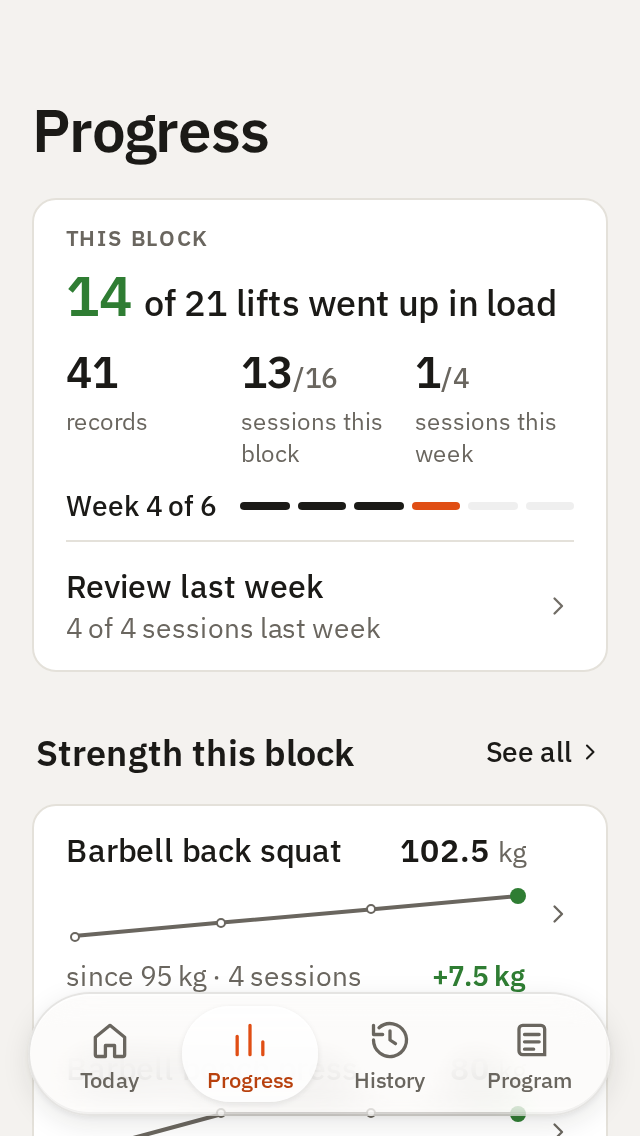 Progress
THIS BLOCK
14 of 21 lifts went up in load
41
13/16
1/4
records
sessions this block
sessions this week
Week 4 of 6
Review last week
4 of 4 sessions last week
Strength this block
See all
Barbell back squat
102.5 kg
since 95 kg · 4 sessions
+7.5 kg
Barbell
80
Today
Progress
History
Program